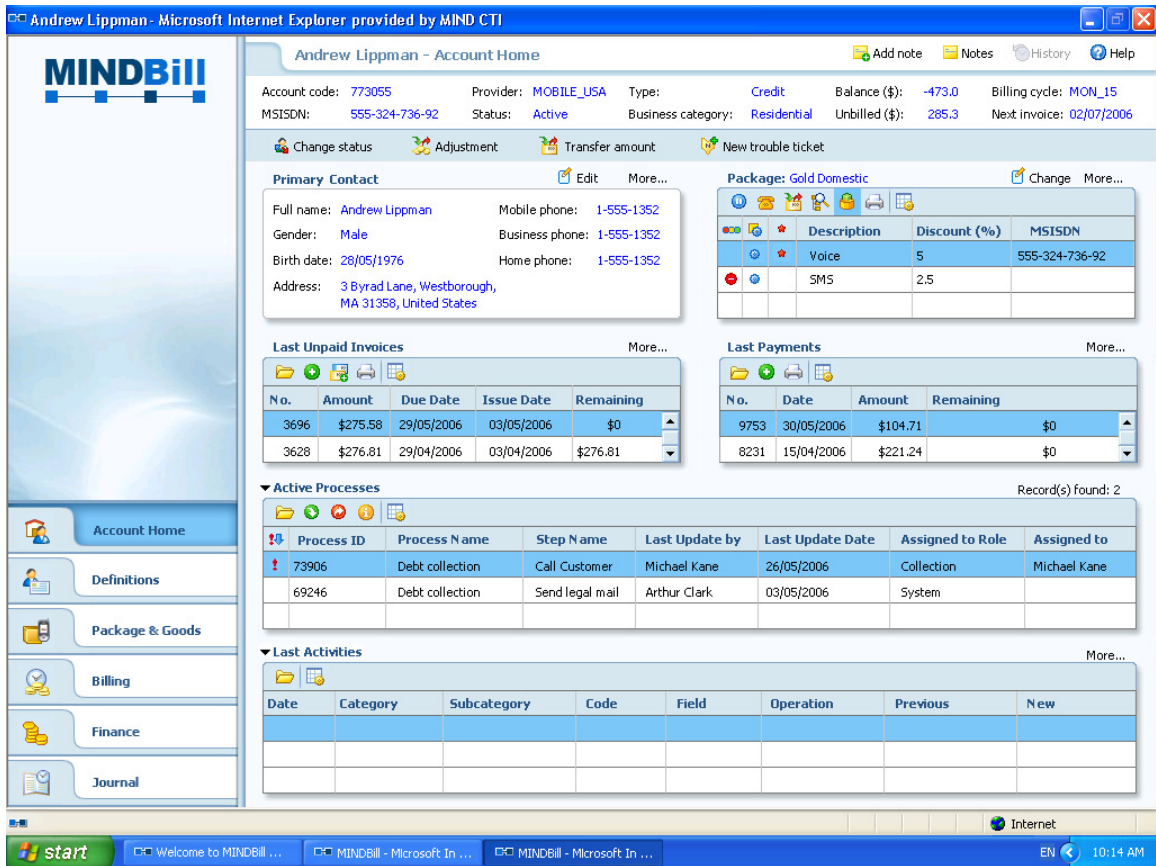 Andrew Lippman - Microsoft Internet Explorer provided by MIND CTI
MINDBill
Andrew Lippman - Account Home
Add note Notes History Help
Account code: 773055 Provider: MOBILE_USA Type: Credit Balance ($): -473.0 Billing cycle: MON_15
MSISDN: 555-324-736-92 Status: Active Business category: Residential Unbilled ($): 285.3 Next invoice: 02/07/2006
Change status Adjustment Transfer amount New trouble ticket
Primary Contact Edit More...
Full name: Andrew Lippman Mobile phone: 1-555-1352
Gender: Male Business phone: 1-555-1352
Birth date: 28/05/1976 Home phone: 1-555-1352
Address: 3 Byrad Lane, Westborough,
MA 31358, United States
Package: Gold Domestic Change More...
Description Discount (%) MSISDN
Voice 5 555-324-736-92
SMS 2.5
Last Unpaid Invoices More...
No. Amount Due Date Issue Date Remaining
3696 $275.58 29/05/2006 03/05/2006 $0
3628 $276.81 29/04/2006 03/04/2006 $276.81
Last Payments More...
No. Date Amount Remaining
9753 30/05/2006 $104.71 $0
8231 15/04/2006 $221.24 $0
Active Processes Record(s) found: 2
Process ID Process Name Step Name Last Update by Last Update Date Assigned to Role Assigned to
73906 Debt collection Call Customer Michael Kane 26/05/2006 Collection Michael Kane
69246 Debt collection Send legal mail Arthur Clark 03/05/2006 System
Last Activities More...
Date Category Subcategory Code Field Operation Previous New
Account Home
Definitions
Package & Goods
Billing
Finance
Journal
Internet
start Welcome to MINDBill ... MINDBill - Microsoft In ... MINDBill - Microsoft In ... EN 10:14 AM